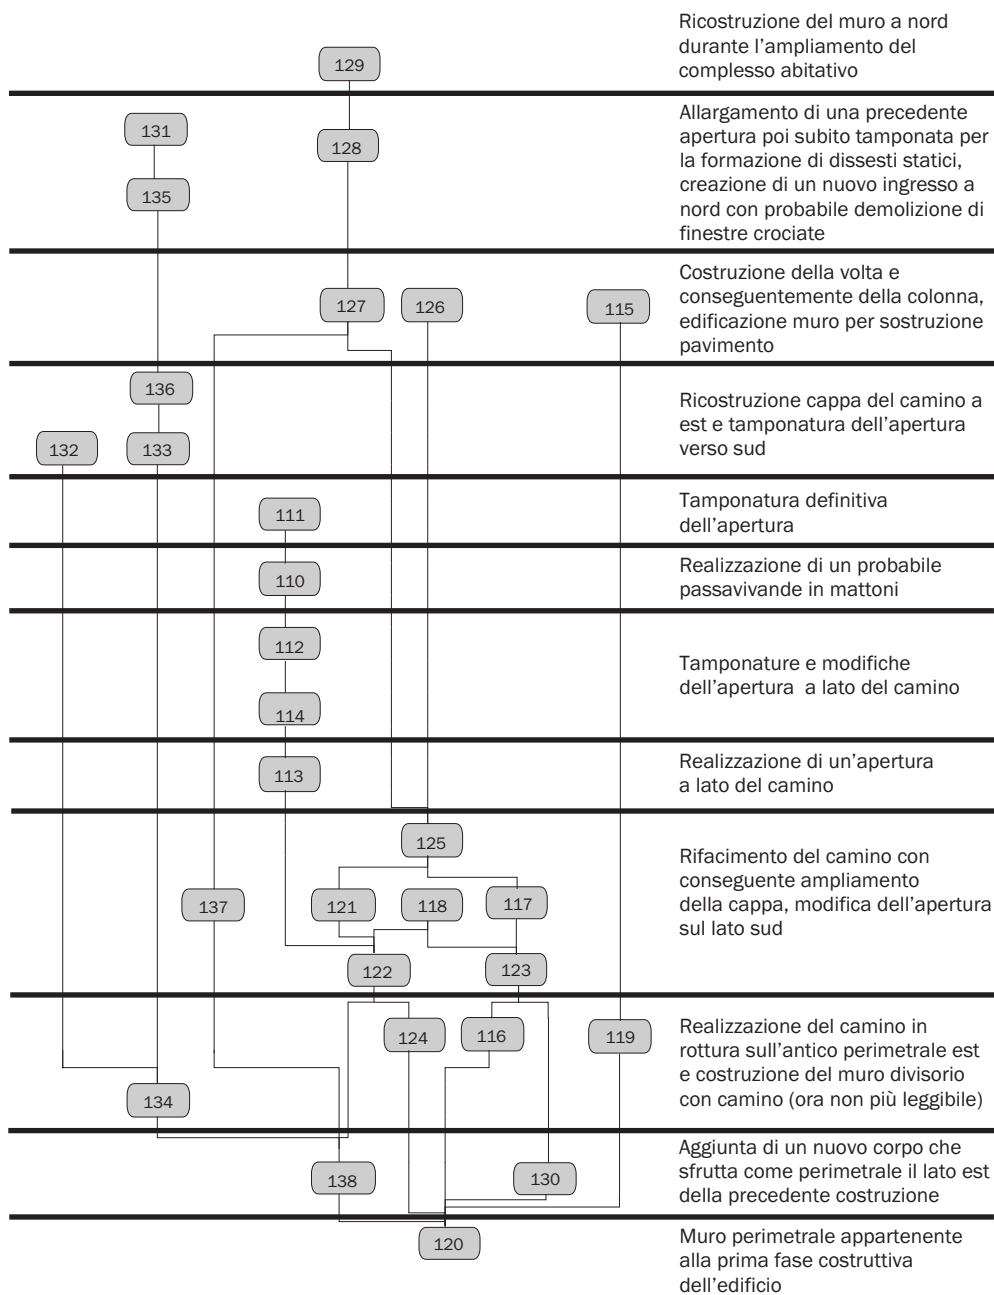 Ricostruzione del muro a nord
durante l'ampliamento del
complesso abitativo
129
Allargamento di una precedente
apertura poi subito tamponata per
la formazione di dissesti statici,
creazione di un nuovo ingresso a
nord con probabile demolizione di
finestre crociate
131
128
135
Costruzione della volta e
conseguentemente della colonna,
edificazione muro per sostruzione
pavimento
127
126
115
Ricostruzione cappa del camino a
est e tamponatura dell'apertura
verso sud
136
132
133
Tamponatura definitiva
dell'apertura
111
Realizzazione di un probabile
passavivande in mattoni
110
Tamponature e modifiche
dell'apertura a lato del camino
112
114
Realizzazione di un'apertura
a lato del camino
113
Rifacimento del camino con
conseguente ampliamento
della cappa, modifica dell'apertura
sul lato sud
125
137
121
118
117
122
123
Realizzazione del camino in
rottura sull'antico perimetrale est
e costruzione del muro divisorio
con camino (ora non più leggibile)
124
116
119
134
Aggiunta di un nuovo corpo che
sfrutta come perimetrale il lato est
della precedente costruzione
138
130
Muro perimetrale appartenente
alla prima fase costruttiva
dell'edificio
120